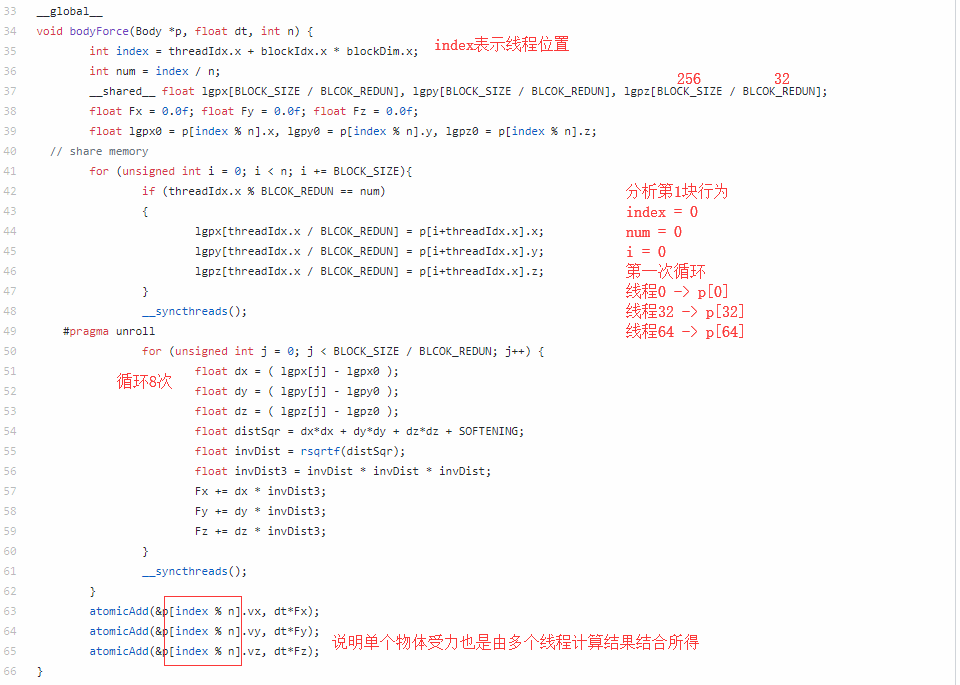 33 __global__
34 void bodyForce(Body *p, float dt, int n) {
35 int index = threadIdx.x + blockIdx.x * blockDim.x; index表示线程位置
36 int num = index / n;
256 32
37 __shared__ float lgpx[BLOCK_SIZE / BLCOK_REDUN], lgpy[BLOCK_SIZE / BLCOK_REDUN], lgpz[BLOCK_SIZE / BLCOK_REDUN];
38 float Fx = 0.0f; float Fy = 0.0f; float Fz = 0.0f;
39 float lgpx0 = p[index % n].x, lgpy0 = p[index % n].y, lgpz0 = p[index % n].z;
40 // share memory
41 for (unsigned int i = 0; i < n; i += BLOCK_SIZE){
42 if (threadIdx.x % BLCOK_REDUN == num) 分析第1块行为
43 { index = 0
44 lgpx[threadIdx.x / BLCOK_REDUN] = p[i+threadIdx.x].x; num = 0
45 lgpy[threadIdx.x / BLCOK_REDUN] = p[i+threadIdx.x].y; i = 0
46 lgpz[threadIdx.x / BLCOK_REDUN] = p[i+threadIdx.x].z; 第一次循环
47 } 线程0 -> p[0]
48 __syncthreads(); 线程32 -> p[32]
49 #pragma unroll 线程64 -> p[64]
50 for (unsigned int j = 0; j < BLOCK_SIZE / BLCOK_REDUN; j++) {
51 float dx = ( lgpx[j] - lgpx0 );
循环8次
52 float dy = ( lgpy[j] - lgpy0 );
53 float dz = ( lgpz[j] - lgpz0 );
54 float distSqr = dx*dx + dy*dy + dz*dz + SOFTENING;
55 float invDist = rsqrtf(distSqr);
56 float invDist3 = invDist * invDist * invDist;
57 Fx += dx * invDist3;
58 Fy += dy * invDist3;
59 Fz += dz * invDist3;
60 }
61 __syncthreads();
62 }
63 atomicAdd(&p[index % n].vx, dt*Fx);
64 atomicAdd(&p[index % n].vy, dt*Fy); 说明单个物体受力也是由多个线程计算结果结合所得
65 atomicAdd(&p[index % n].vz, dt*Fz);
66 }